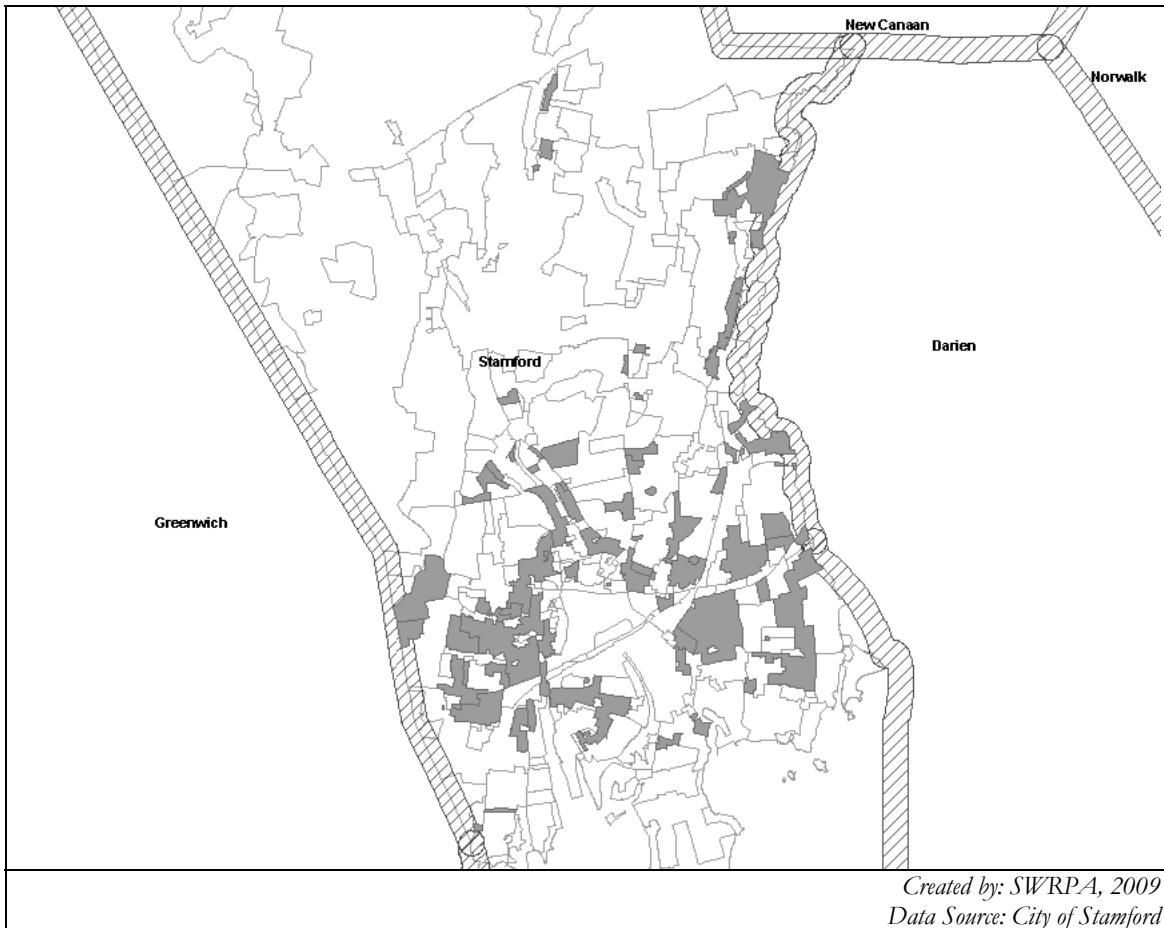 New Canaan
Norwalk
Darien
Stamford
Greenwich
Created by: SWRPA, 2009
Data Source: City of Stamford